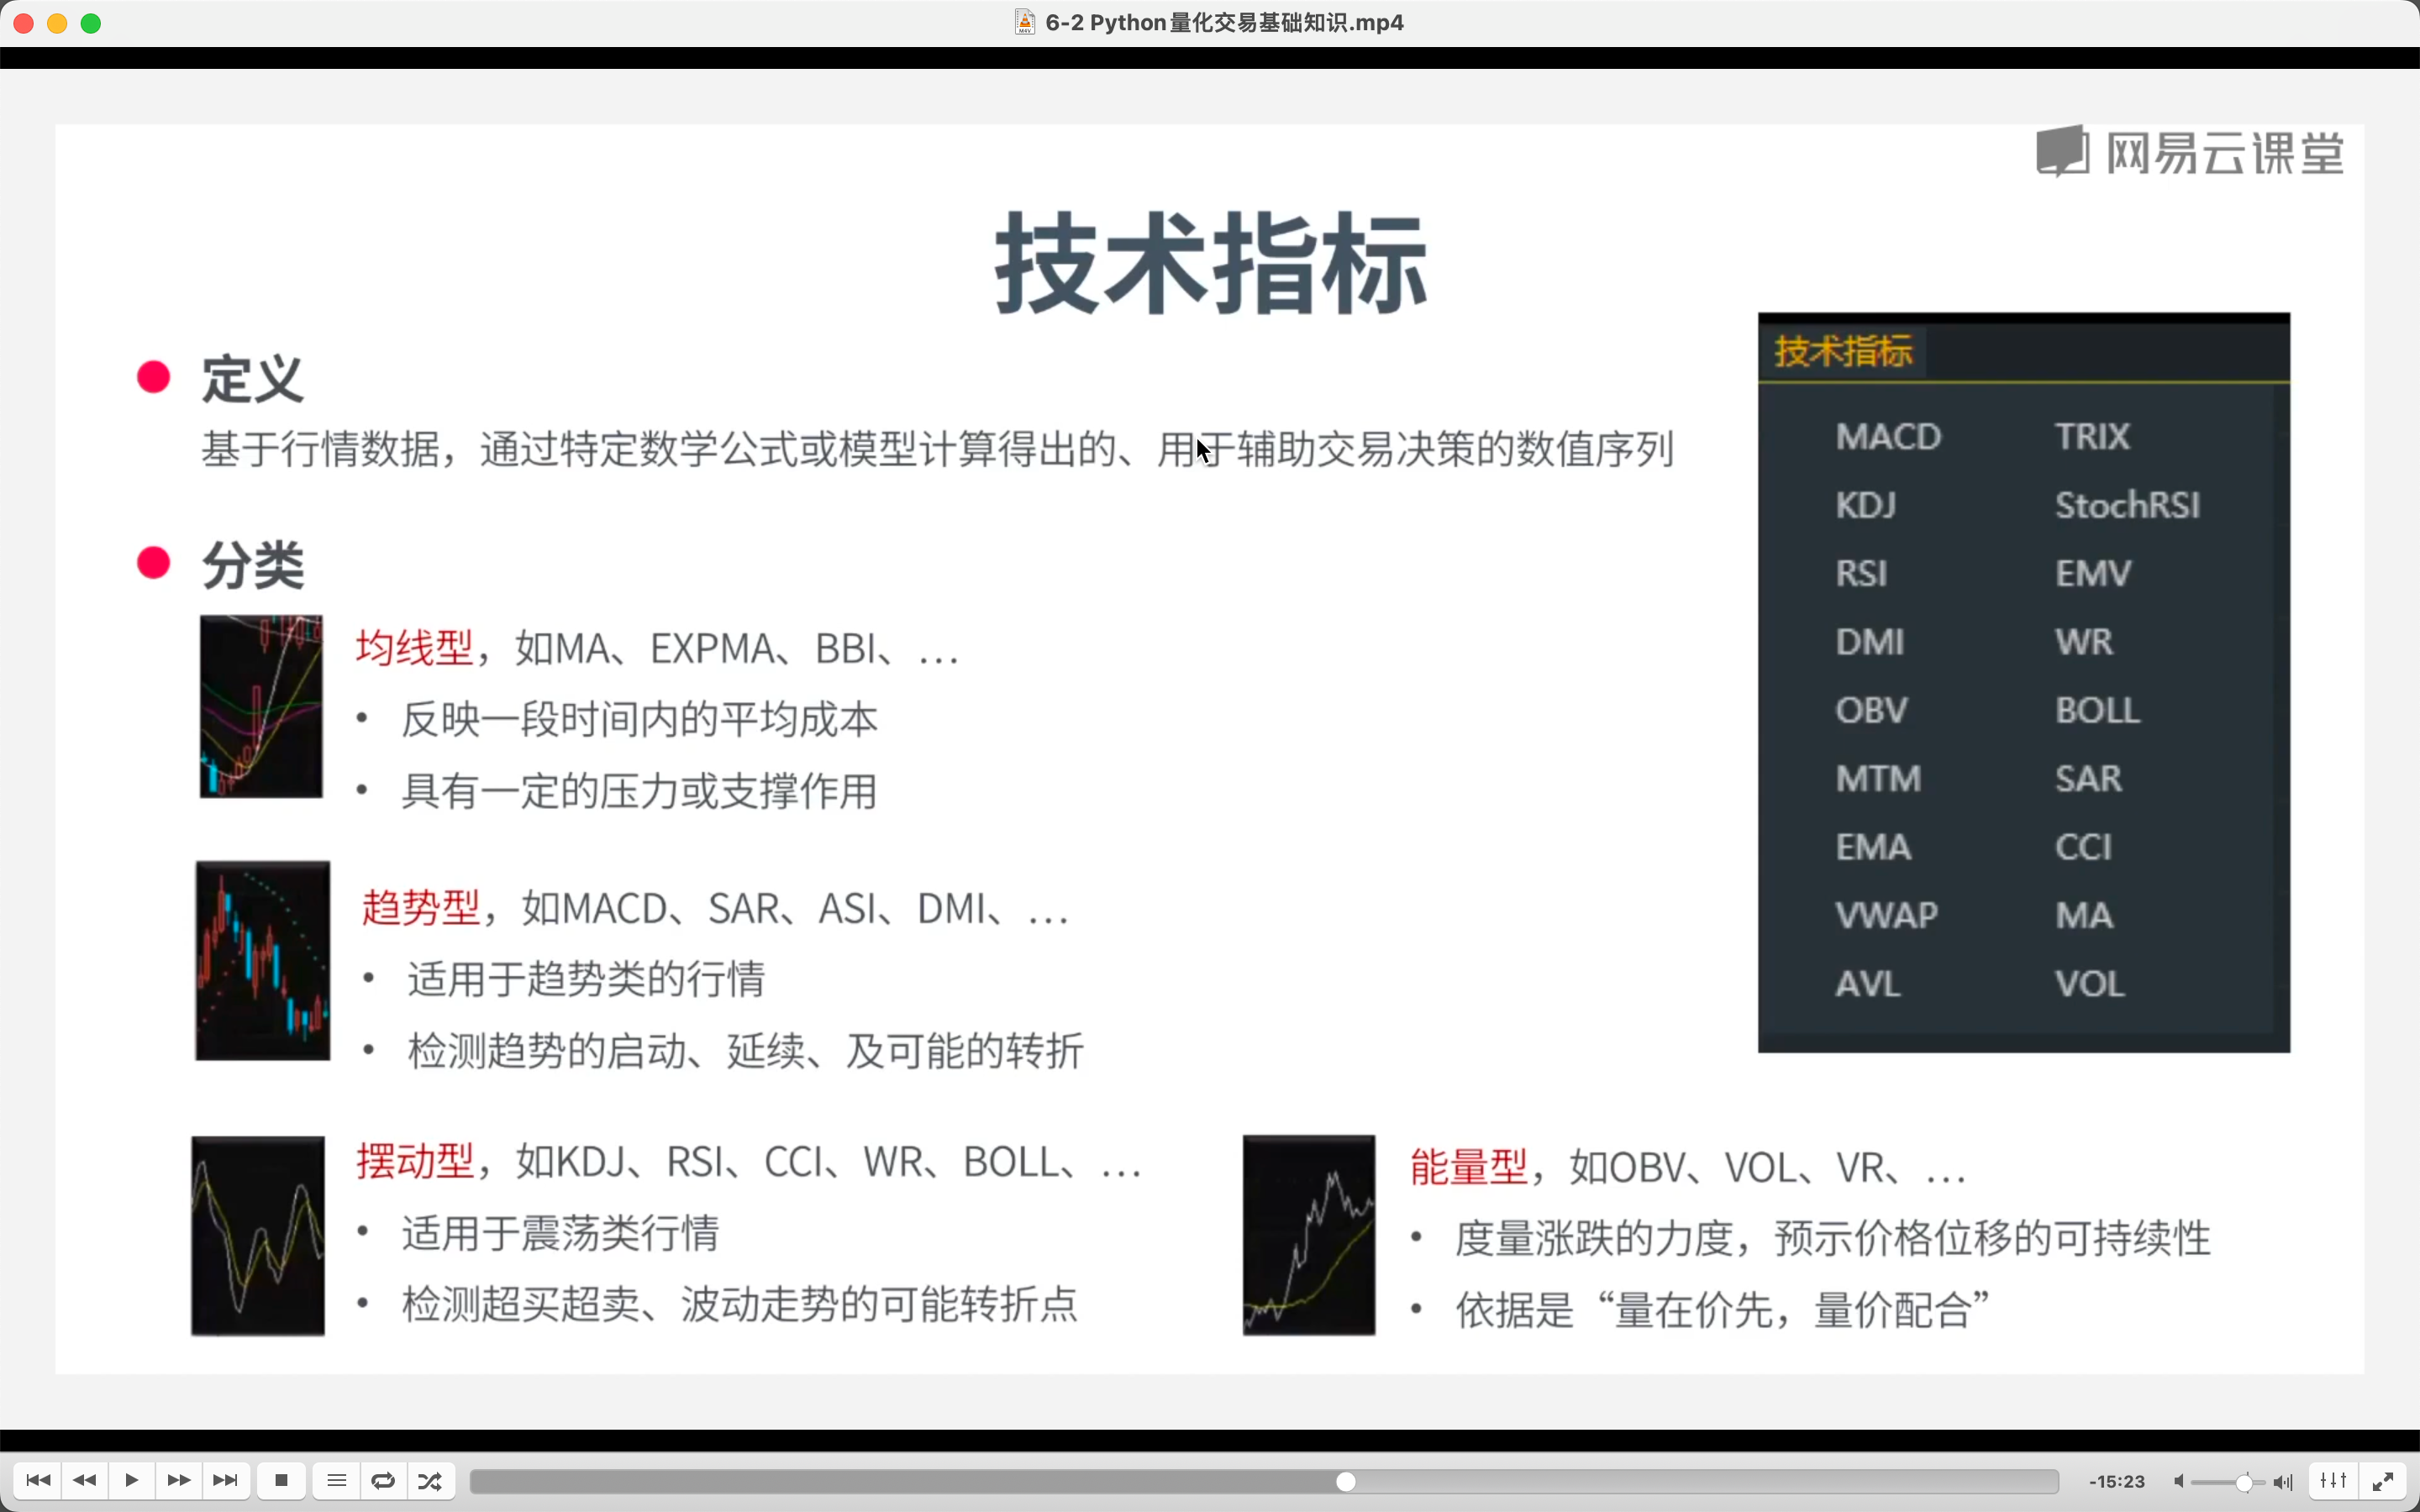 6-2 Python量化交易基础知识.mp4
网易云课堂
技术指标
定义
基于行情数据，通过特定数学公式或模型计算得出的、用于辅助交易决策的数值序列
分类
均线型，如MA、EXPMA、BBI、…
• 反映一段时间内的平均成本
• 具有一定的压力或支撑作用
趋势型，如MACD、SAR、ASI、DMI、…
• 适用于趋势类的行情
• 检测趋势的启动、延续、及可能的转折
摆动型，如KDJ、RSI、CCI、WR、BOLL、…
• 适用于震荡类行情
• 检测超买超卖、波动走势的可能转折点
能量型，如OBV、VOL、VR、…
• 度量涨跌的力度，预示价格位移的可持续性
• 依据是“量在价先，量价配合”
技术指标
MACD TRIX
KDJ StochRSI
RSI EMV
DMI WR
OBV BOLL
MTM SAR
EMA CCI
VWAP MA
AVL VOL
-15:23